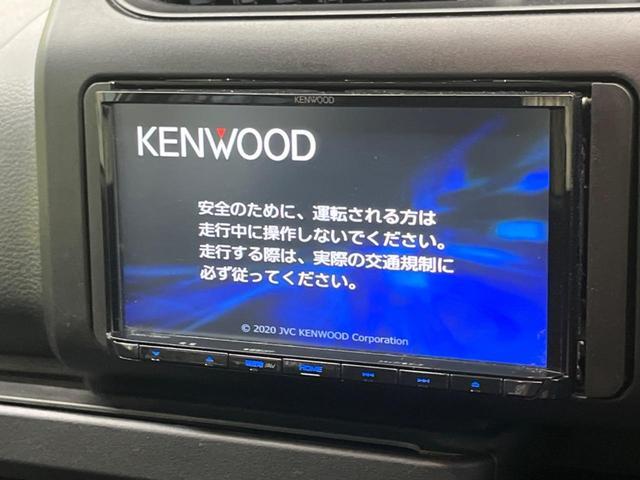 KENWOOD
KENWOOD
安全のために、運転される方は
走行中に操作しないでください。
走行する際は、実際の交通規制に
必ず従ってください。
© 2020 JVC KENWOOD Corporation
HOME